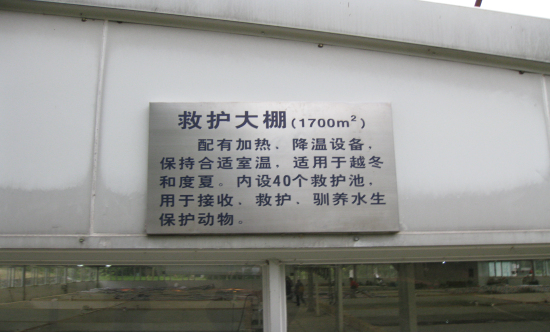 救护大棚(1700m²)
配有加热、降温设备，
保持合适室温，适用于越冬
和度夏。内设40个救护池，
用于接收、救护、驯养水生
保护动物。